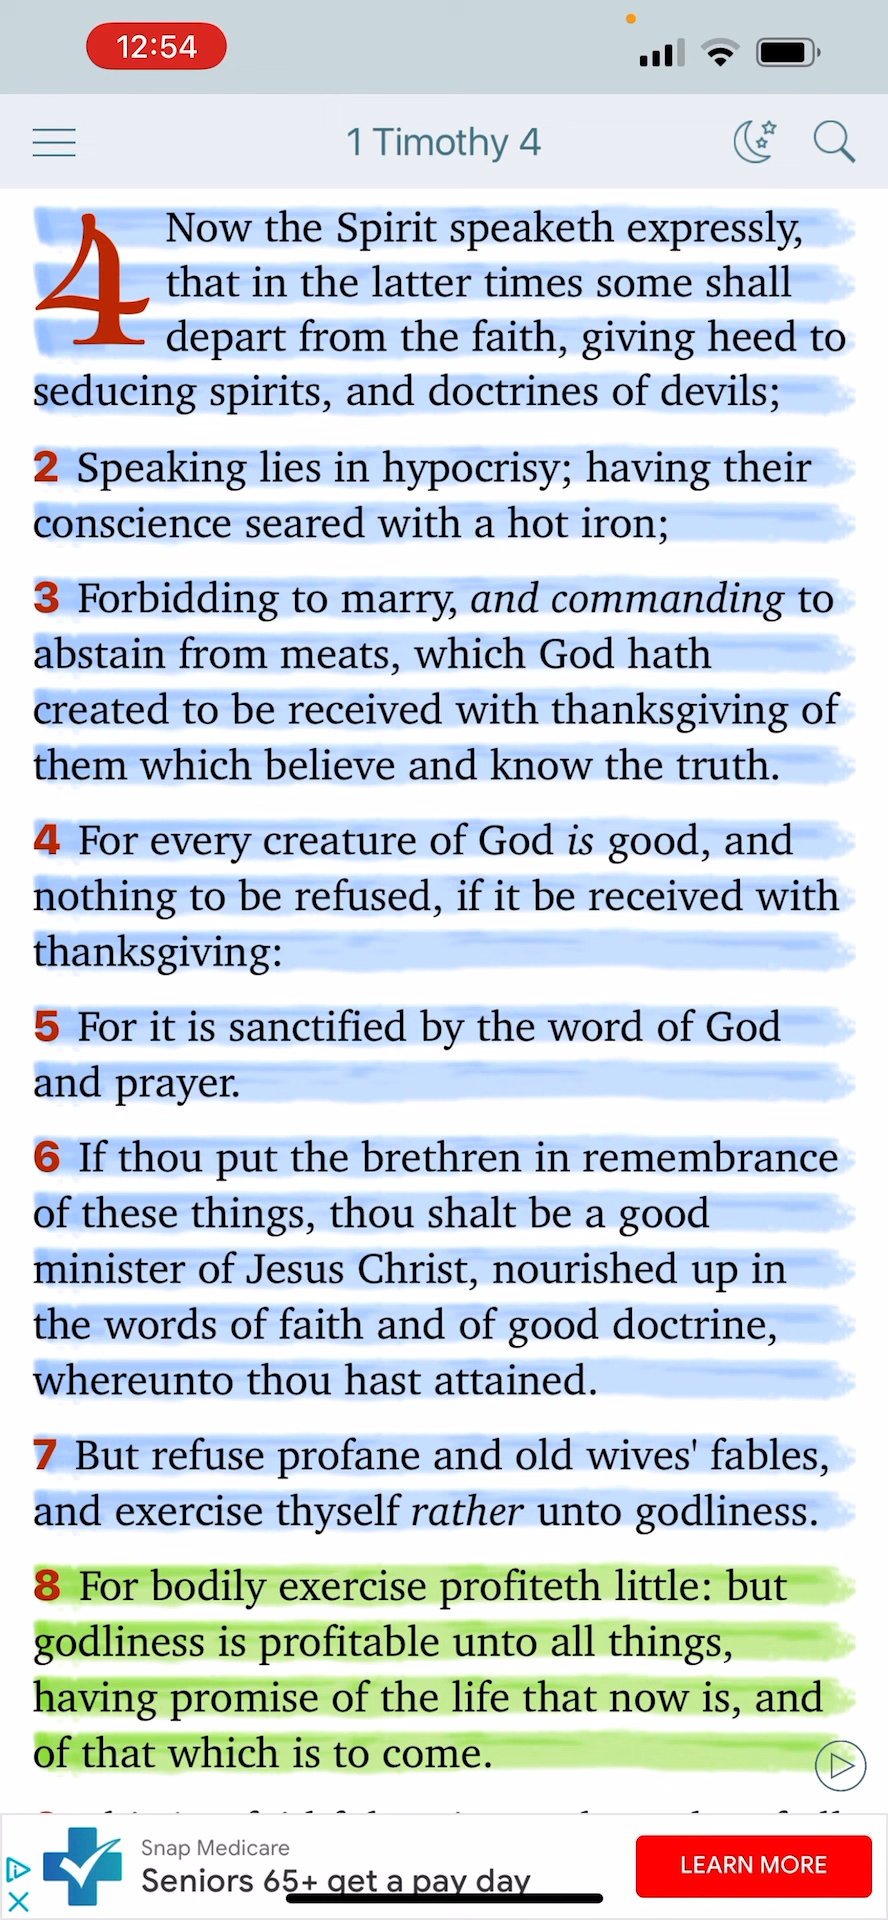 12:54
1 Timothy 4
4 Now the Spirit speaketh expressly,
that in the latter times some shall
depart from the faith, giving heed to
seducing spirits, and doctrines of devils;
2 Speaking lies in hypocrisy; having their
conscience seared with a hot iron;
3 Forbidding to marry, and commanding to
abstain from meats, which God hath
created to be received with thanksgiving of
them which believe and know the truth.
4 For every creature of God is good, and
nothing to be refused, if it be received with
thanksgiving:
5 For it is sanctified by the word of God
and prayer.
6 If thou put the brethren in remembrance
of these things, thou shalt be a good
minister of Jesus Christ, nourished up in
the words of faith and of good doctrine,
whereunto thou hast attained.
7 But refuse profane and old wives' fables,
and exercise thyself rather unto godliness.
8 For bodily exercise profiteth little: but
godliness is profitable unto all things,
having promise of the life that now is, and
of that which is to come.
Snap Medicare
Seniors 65+ get a pay day
LEARN MORE